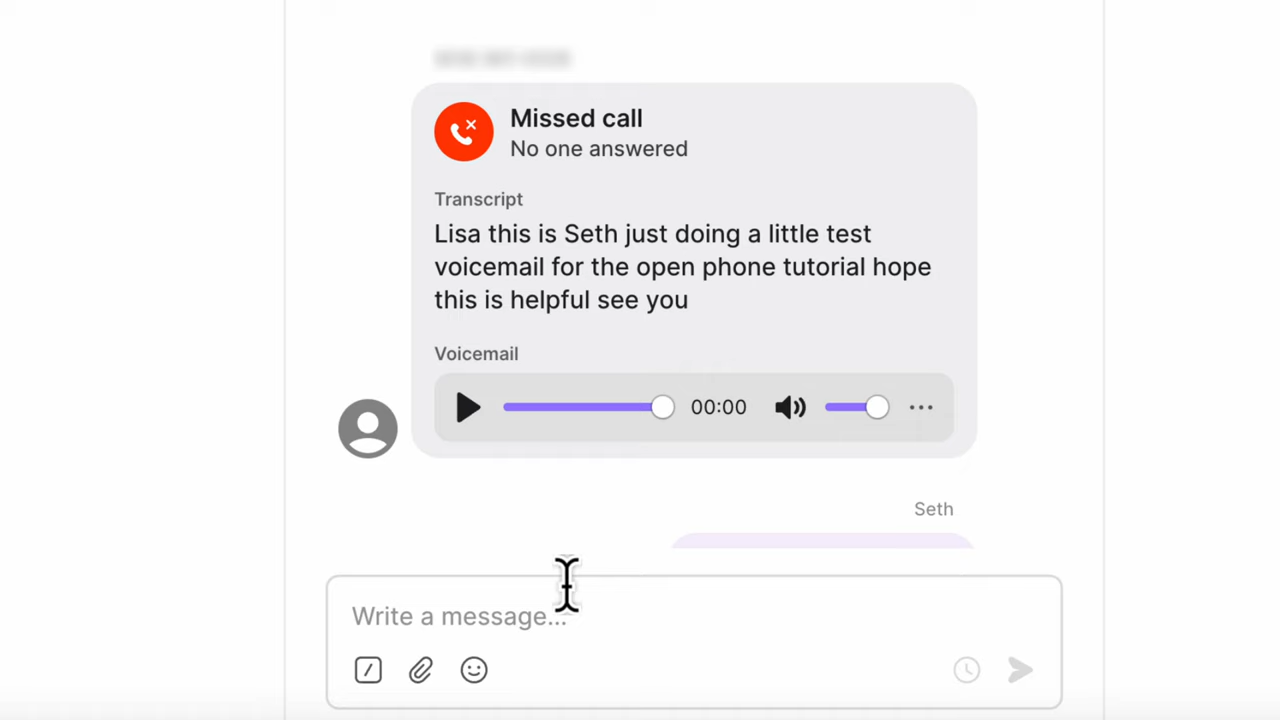 Missed call
No one answered
Transcript
Lisa this is Seth just doing a little test
voicemail for the open phone tutorial hope
this is helpful see you
Voicemail
00:00
Seth
Write a message...